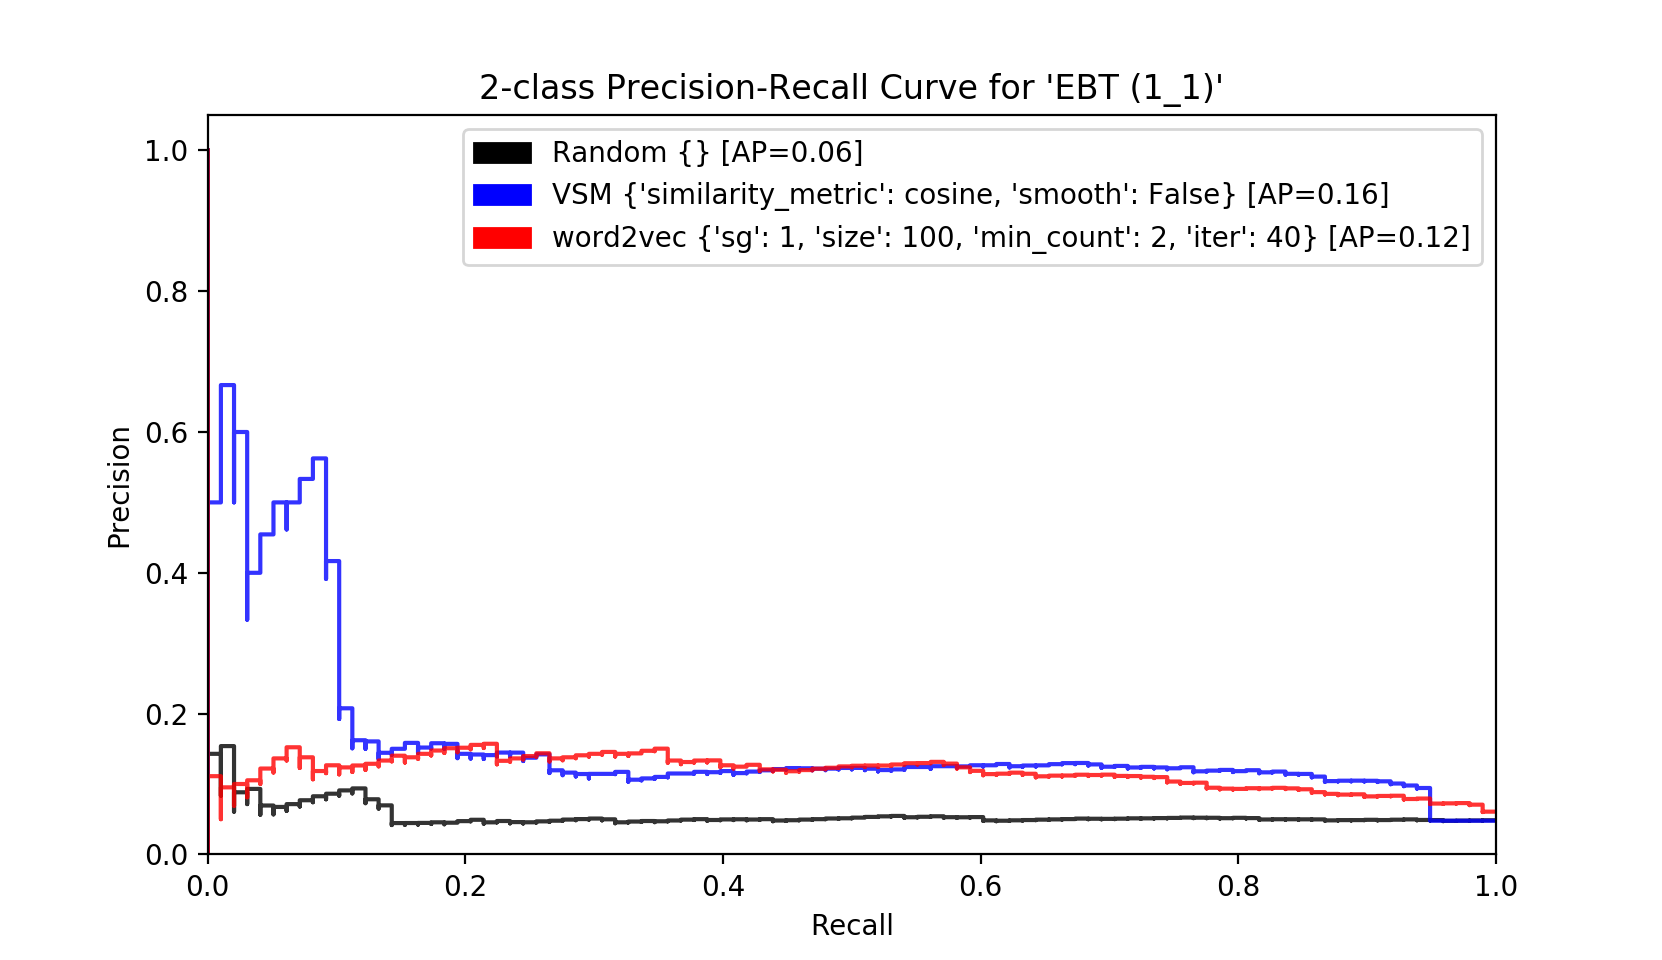 2-class Precision-Recall Curve for 'EBT (1_1)'
Random {} [AP=0.06]
VSM {'similarity_metric': cosine, 'smooth': False} [AP=0.16]
word2vec {'sg': 1, 'size': 100, 'min_count': 2, 'iter': 40} [AP=0.12]
1.0
0.8
0.6
0.4
0.2
0.0
Precision
0.0 0.2 0.4 0.6 0.8 1.0
Recall